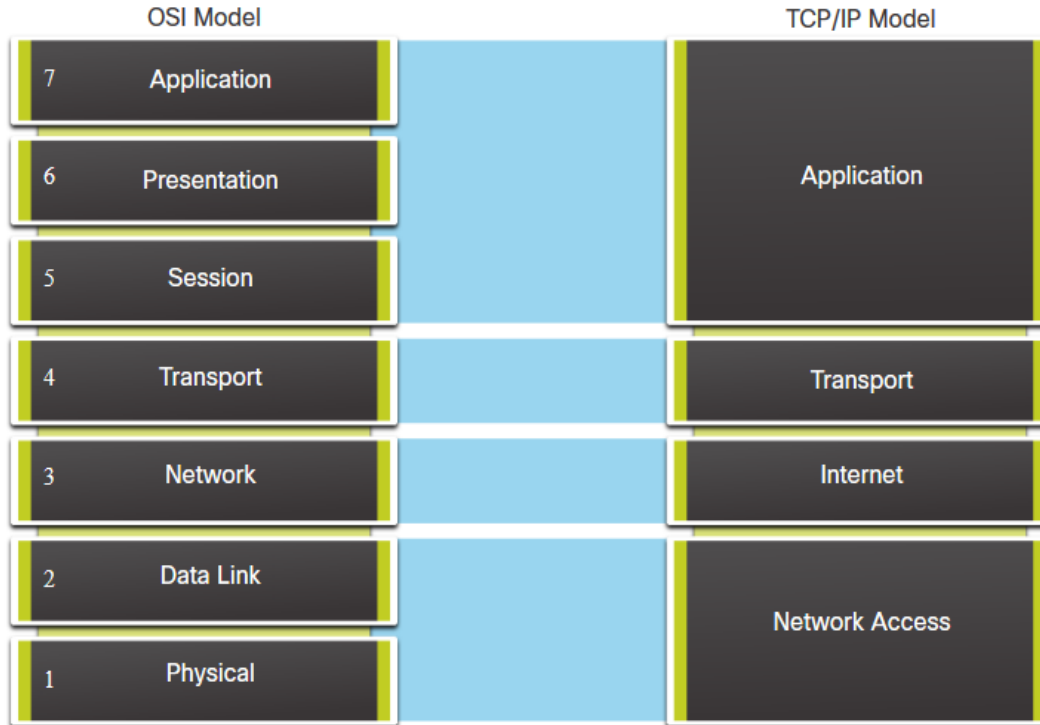 OSI Model
TCP/IP Model
7 Application
6 Presentation
5 Session
Application
4 Transport
Transport
3 Network
Internet
2 Data Link
1 Physical
Network Access